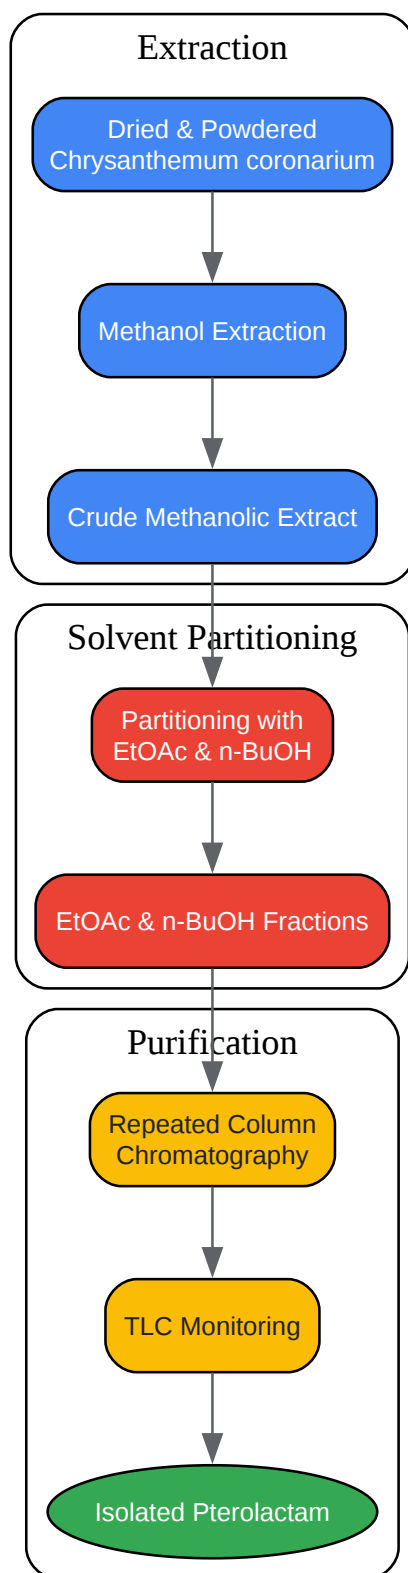 Extraction
Dried & Powdered
Chrysanthemum coronarium
Methanol Extraction
Crude Methanolic Extract
Solvent Partitioning
Partitioning with
EtOAc & n-BuOH
EtOAc & n-BuOH Fractions
Purification
Repeated Column
Chromatography
TLC Monitoring
Isolated Pterolactam